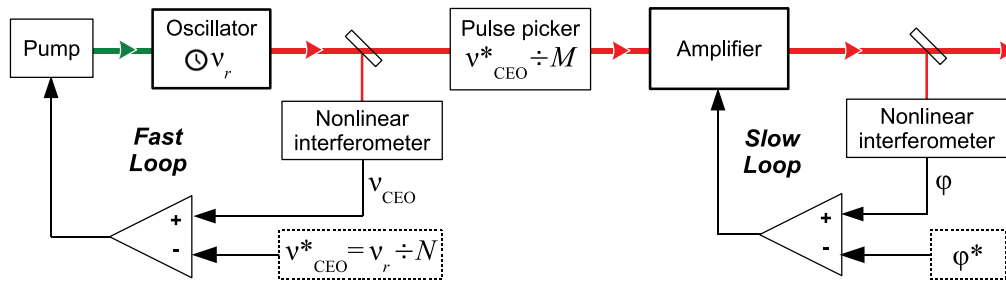 Pump
Oscillator
ν_r
Pulse picker
ν*_CEO ÷ M
Amplifier
Nonlinear
interferometer
Fast
Loop
ν_CEO
+
-
ν*_CEO = ν_r ÷ N
Nonlinear
interferometer
Slow
Loop
φ
+
-
φ*